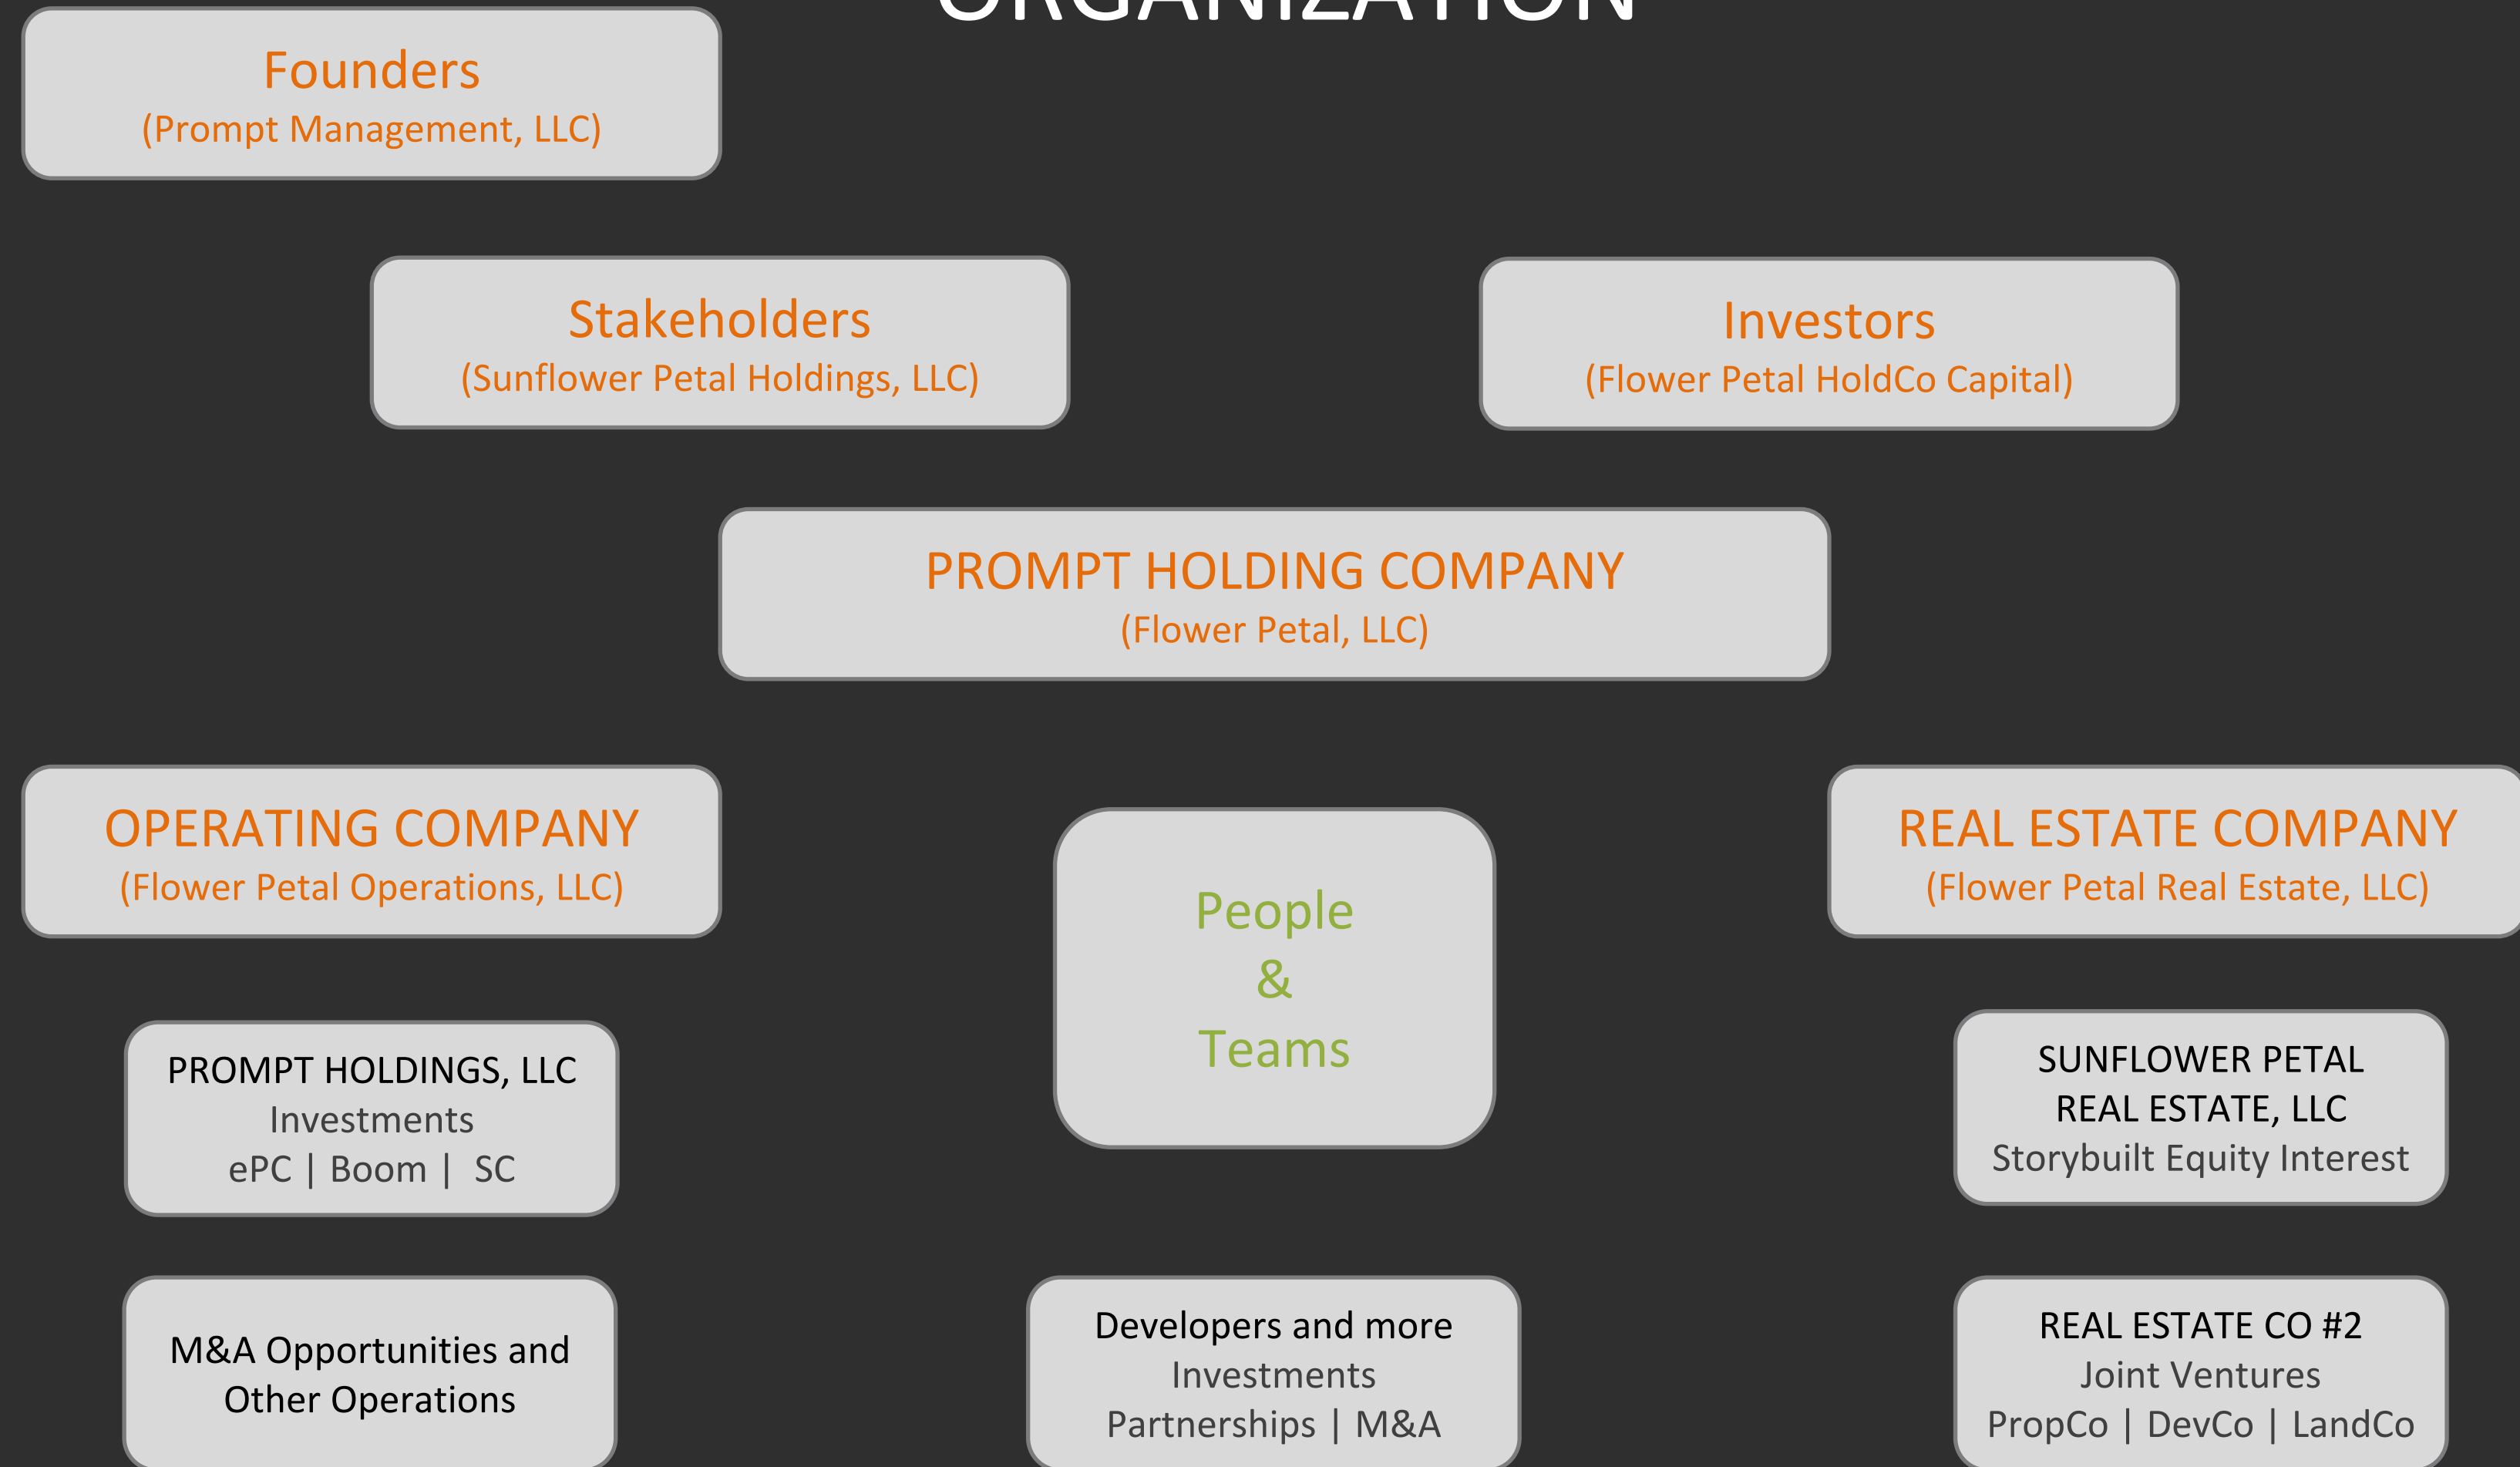 ORGANIZATION
Founders
(Prompt Management, LLC)
Stakeholders
(Sunflower Petal Holdings, LLC)
Investors
(Flower Petal HoldCo Capital)
PROMPT HOLDING COMPANY
(Flower Petal, LLC)
OPERATING COMPANY
(Flower Petal Operations, LLC)
People
&
Teams
REAL ESTATE COMPANY
(Flower Petal Real Estate, LLC)
PROMPT HOLDINGS, LLC
Investments
ePC | Boom | SC
SUNFLOWER PETAL
REAL ESTATE, LLC
Storybuilt Equity Interest
M&A Opportunities and
Other Operations
Developers and more
Investments
Partnerships | M&A
REAL ESTATE CO #2
Joint Ventures
PropCo | DevCo | LandCo